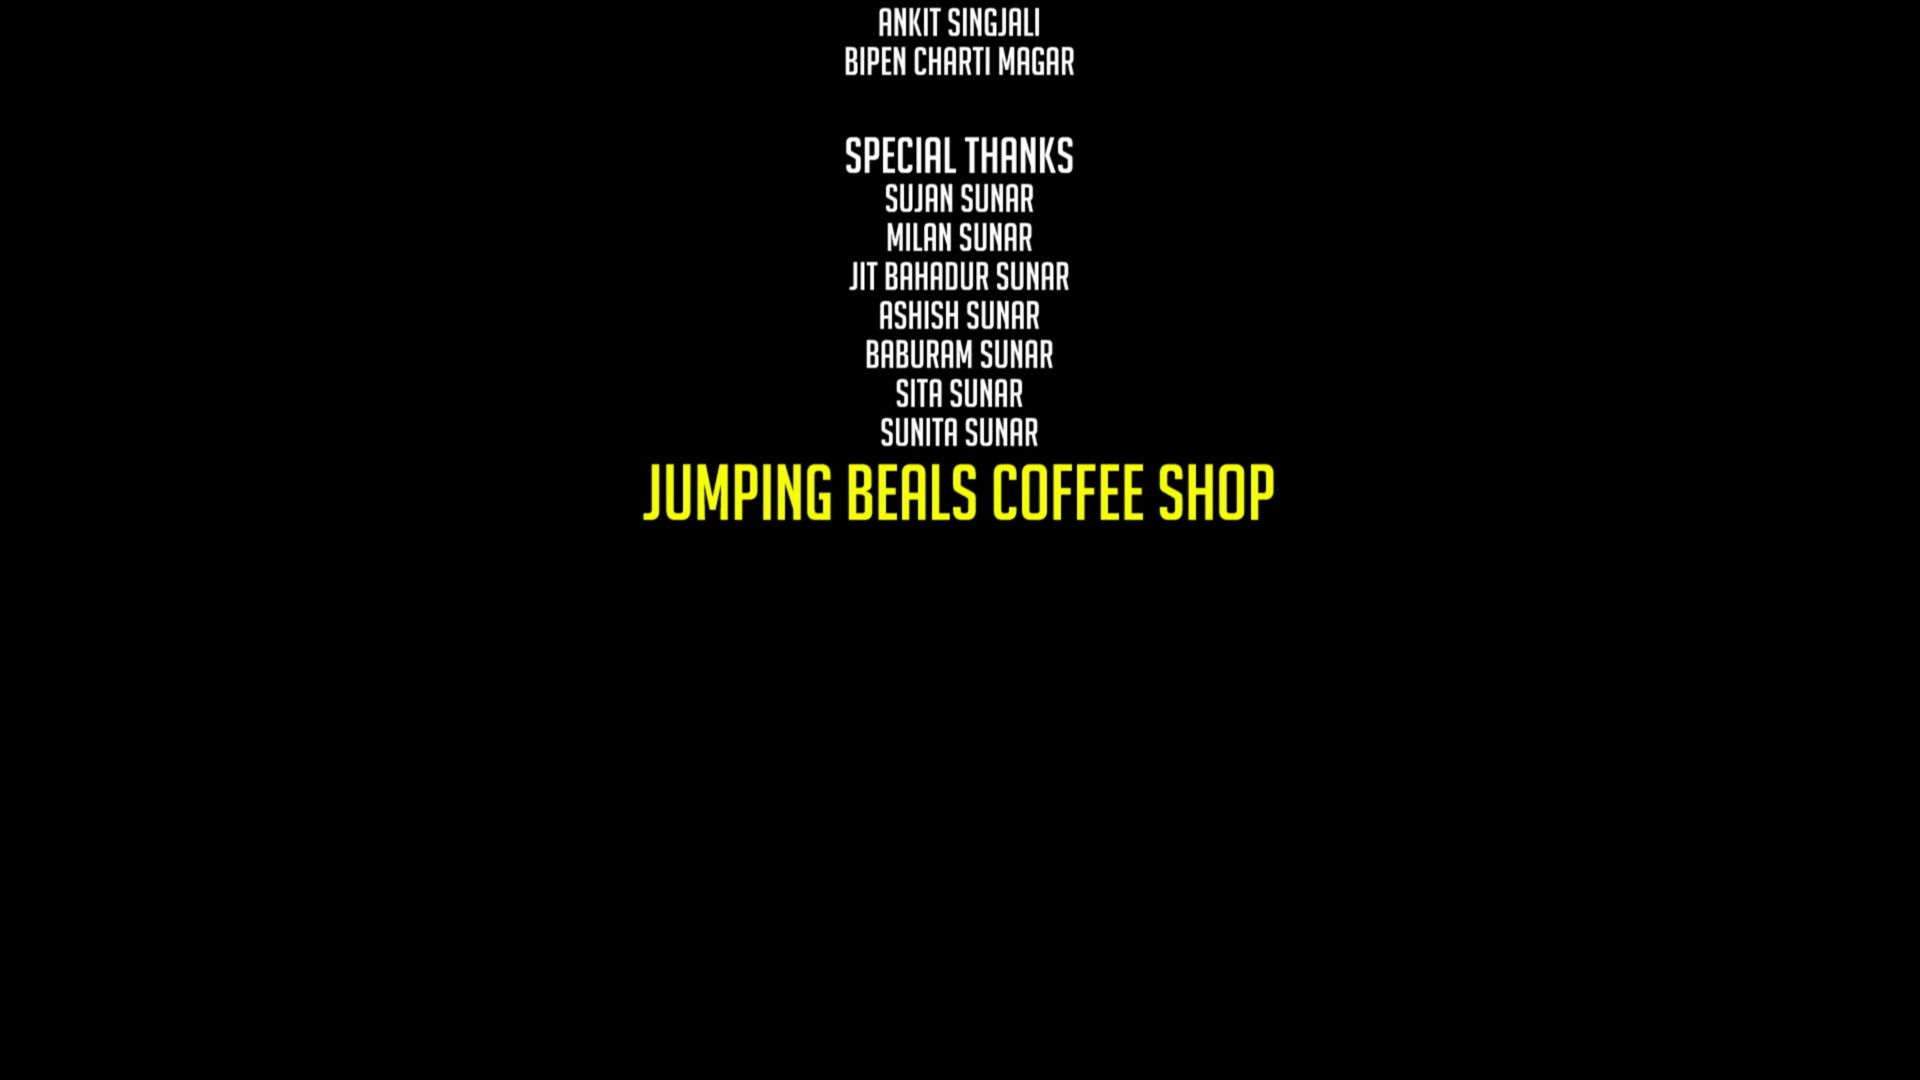 ANKIT SINGJALI
BIPEN CHARTI MAGAR
SPECIAL THANKS
SUJAN SUNAR
MILAN SUNAR
JIT BAHADUR SUNAR
ASHISH SUNAR
BABURAM SUNAR
SITA SUNAR
SUNITA SUNAR
JUMPING BEALS COFFEE SHOP